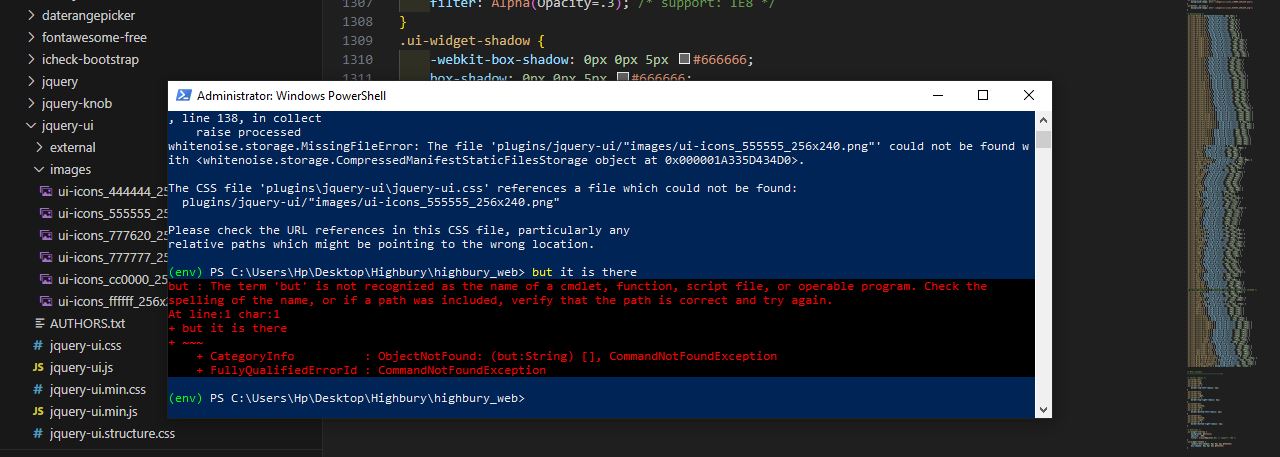 daterangepicker
fontawesome-free
icheck-bootstrap
jquery
jquery-knob
jquery-ui
external
images
ui-icons_444444_25
ui-icons_555555_25
ui-icons_777620_25
ui-icons_777777_25
ui-icons_cc0000_25
ui-icons_ffffff_256x
AUTHORS.txt
jquery-ui.css
JS jquery-ui.js
jquery-ui.min.css
JS jquery-ui.min.js
jquery-ui.structure.css
1307 filter: Alpha(Opacity=.3); /* support: IE8 */
1308 }
1309 .ui-widget-shadow {
1310 -webkit-box-shadow: 0px 0px 5px #666666;
1311 box-shadow: 0px 0px 5px #666666;
Administrator: Windows PowerShell
, line 138, in collect
raise processed
whitenoise.storage.MissingFileError: The file 'plugins/jquery-ui/"images/ui-icons_555555_256x240.png"' could not be found w
ith <whitenoise.storage.CompressedManifestStaticFilesStorage object at 0x000001A335D434D0>.
The CSS file 'plugins\jquery-ui\jquery-ui.css' references a file which could not be found:
plugins/jquery-ui/"images/ui-icons_555555_256x240.png"
Please check the URL references in this CSS file, particularly any
relative paths which might be pointing to the wrong location.
(env) PS C:\Users\Hp\Desktop\Highbury\highbury_web> but it is there
but : The term 'but' is not recognized as the name of a cmdlet, function, script file, or operable program. Check the
spelling of the name, or if a path was included, verify that the path is correct and try again.
At line:1 char:1
+ but it is there
+ ~~~
+ CategoryInfo : ObjectNotFound: (but:String) [], CommandNotFoundException
+ FullyQualifiedErrorId : CommandNotFoundException
(env) PS C:\Users\Hp\Desktop\Highbury\highbury_web>